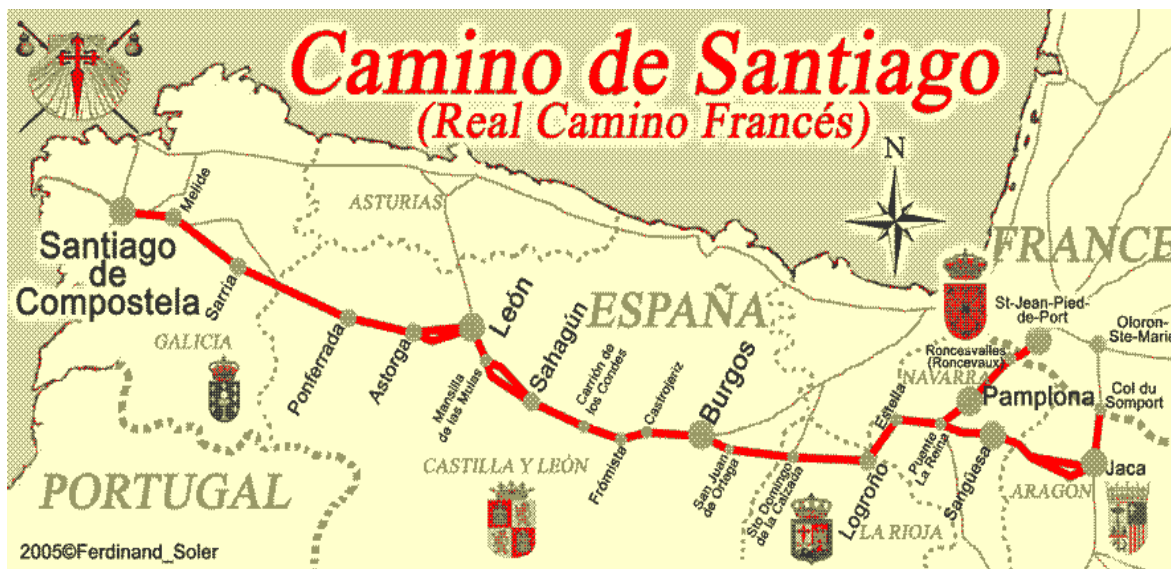 Camino de Santiago
(Real Camino Francés)
N
ASTURIAS
FRANCE
Melide
Santiago
de
Compostela
Sarria
GALICIA
Ponferrada
Astorga
León
Mansilla
de las Mulas
Sahagún
ESPAÑA
Carrión de
los Condes
Frómista
Castrojeriz
Burgos
San Juan
de Ortega
Sto Domingo
de la Calzada
Logroño
Estella
Puente
La Reina
Sangüesa
St-Jean-Pied-
de-Port
Roncesvalles
(Roncevaux)
NAVARRA
Pamplona
Oloron-
Ste-Marie
Col du
Somport
Jaca
ARAGON
LA RIOJA
CASTILLA Y LEÓN
PORTUGAL
2005©Ferdinand_Soler